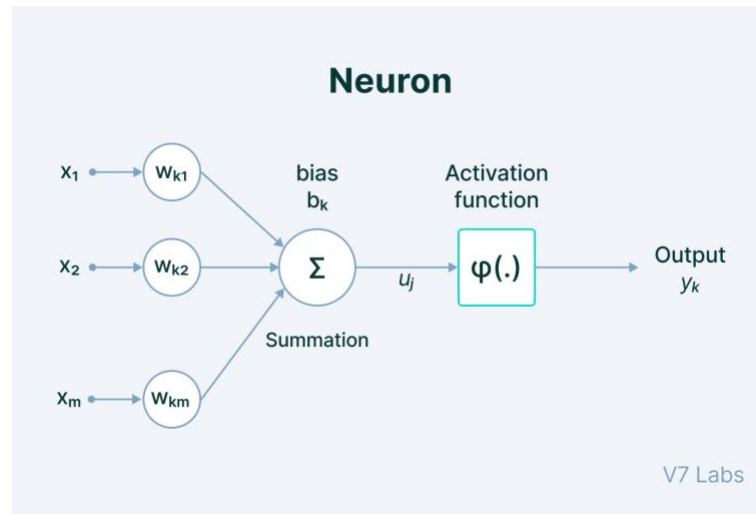 Neuron
x₁
wₖ₁
bias
bₖ
Activation
function
x₂
wₖ₂
Σ
uⱼ
φ(.)
Output
yₖ
Summation
xₘ
wₖₘ
V7 Labs